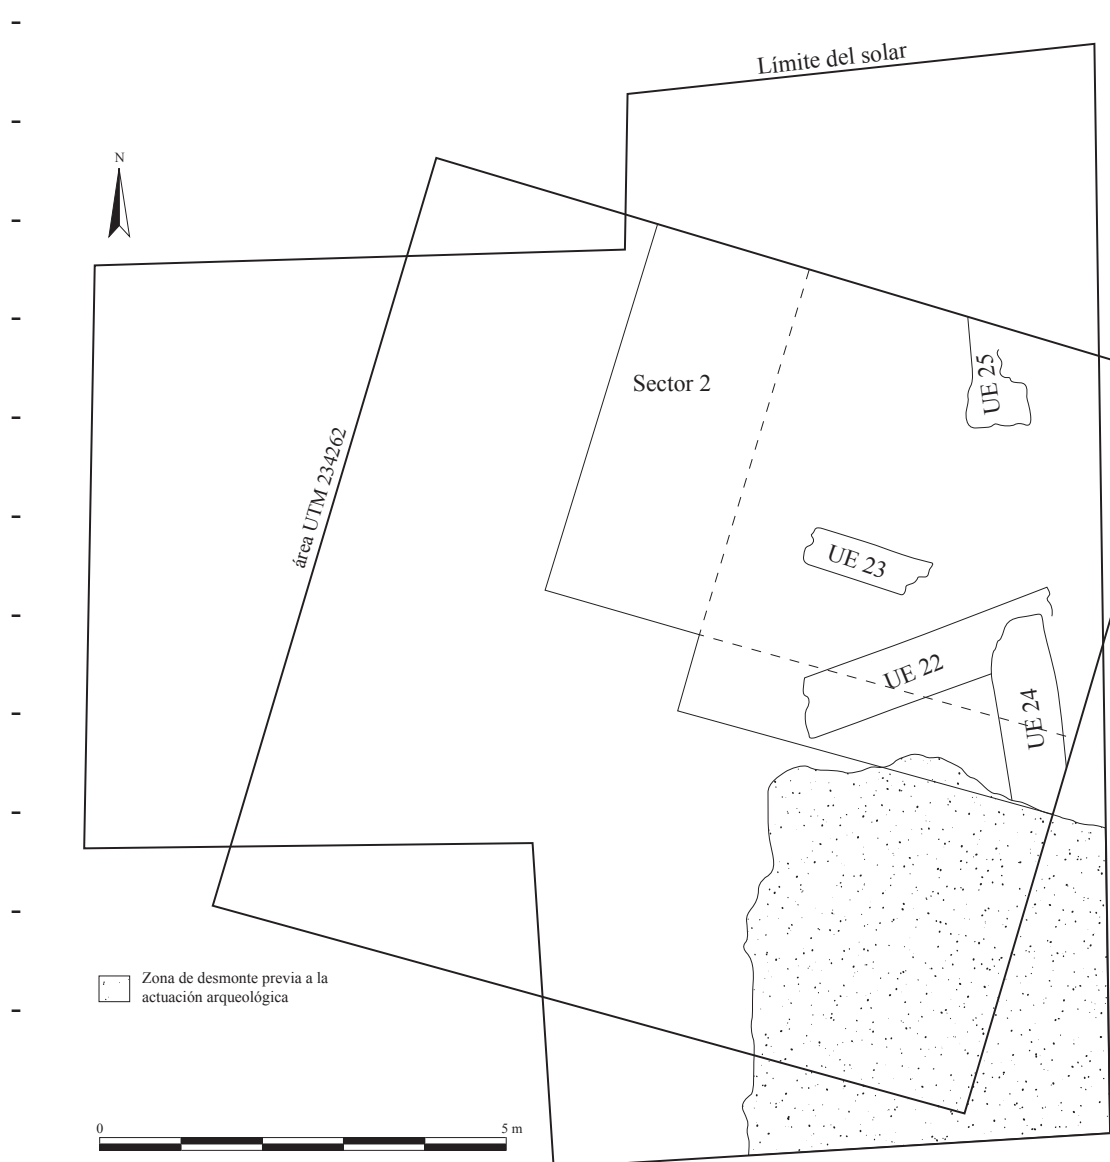 Límite del solar
N
UE 25
Sector 2
área UTM 234262
UE 23
UE 22
UE 24
Zona de desmonte previa a la
actuación arqueológica
0
5 m